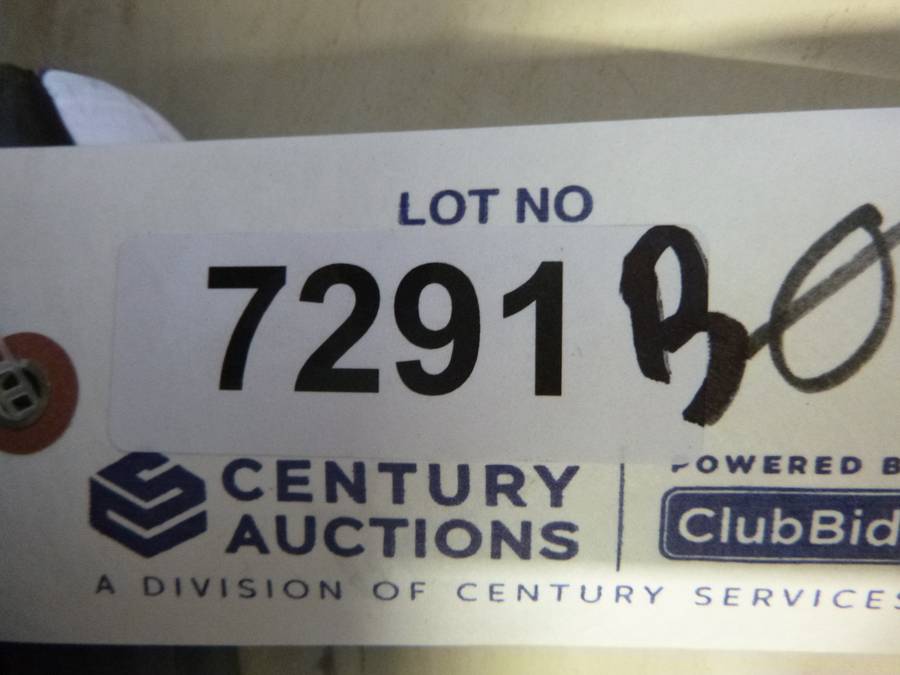 LOT NO
7291 B
CENTURY
AUCTIONS
POWERED B
ClubBid
A DIVISION OF CENTURY SERVICES